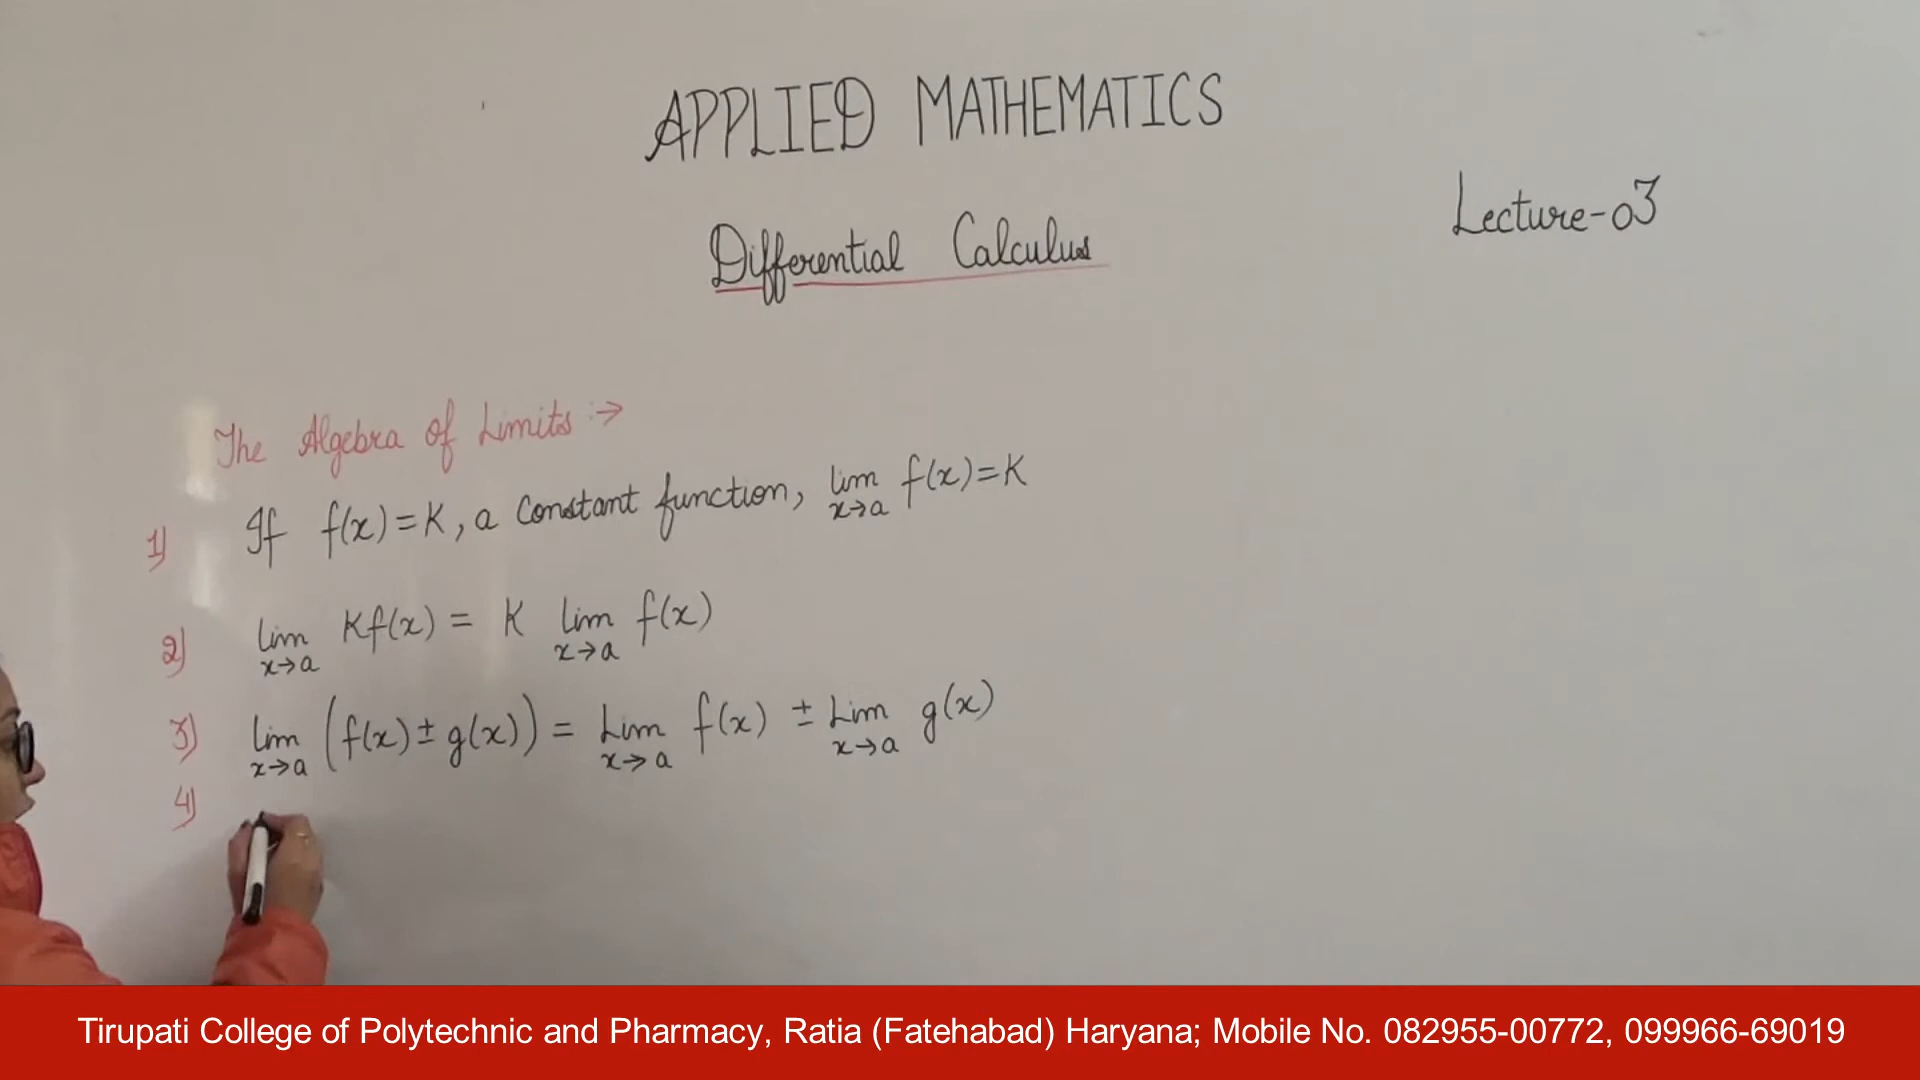 APPLIED MATHEMATICS
Lecture-03
Differential Calculus
The Algebra of Limits :→
1) If f(x)=K, a Constant function, lim x→a f(x)=K
2) lim x→a Kf(x) = K lim x→a f(x)
3) lim x→a (f(x) ± g(x)) = Lim x→a f(x) ± Lim x→a g(x)
4)
Tirupati College of Polytechnic and Pharmacy, Ratia (Fatehabad) Haryana; Mobile No. 082955-00772, 099966-69019